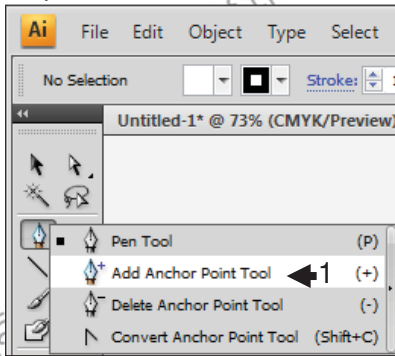 Ai File Edit Object Type Select
No Selection Stroke:
Untitled-1* @ 73% (CMYK/Preview)
Pen Tool (P)
Add Anchor Point Tool 1 (+)
Delete Anchor Point Tool (-)
Convert Anchor Point Tool (Shift+C)